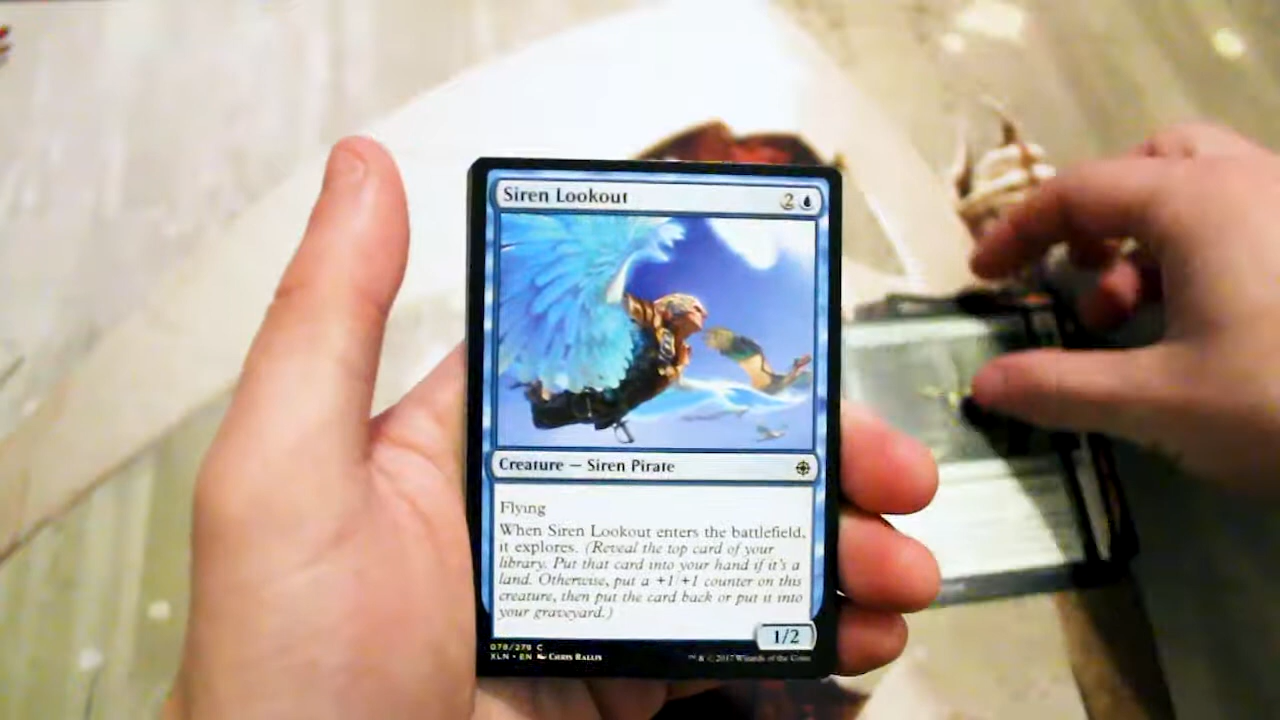 Siren Lookout 2
Creature — Siren Pirate
Flying
When Siren Lookout enters the battlefield,
it explores. (Reveal the top card of your
library. Put that card into your hand if it's a
land. Otherwise, put a +1/+1 counter on this
creature, then put the card back or put it into
your graveyard.)
1/2
078/279 C
XLN • EN Chris Rallis
™ & © 2017 Wizards of the Coast